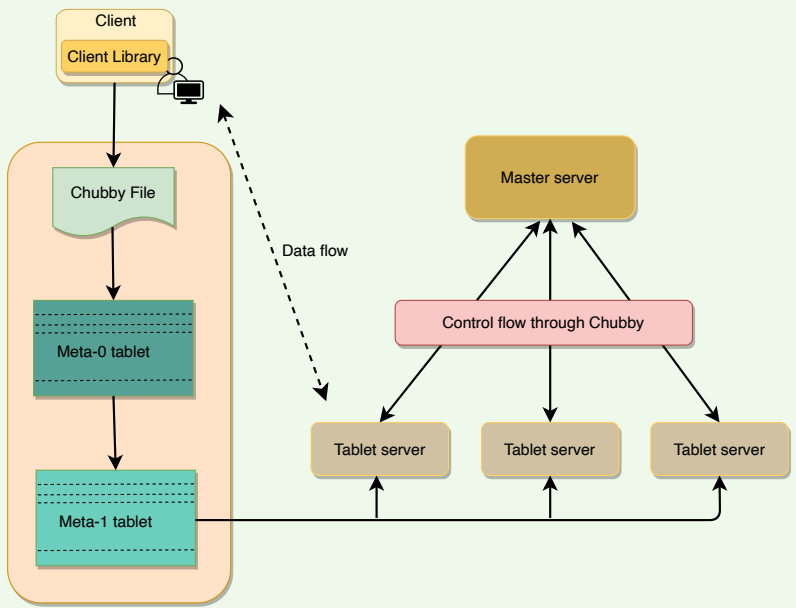 Client
Client Library
Chubby File
Master server
Data flow
Control flow through Chubby
Meta-0 tablet
Tablet server
Tablet server
Tablet server
Meta-1 tablet